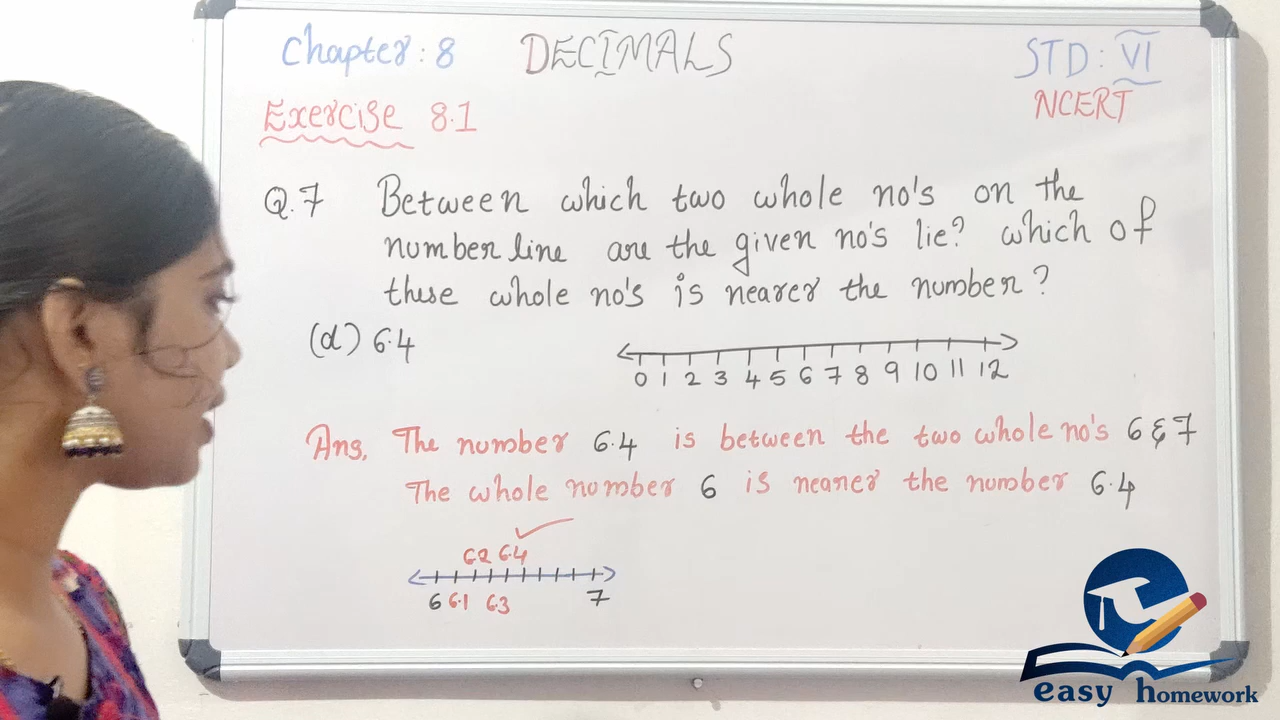 Chapter : 8 DECIMALS STD : VI
NCERT
Exercise 8.1
Q.7 Between which two whole no's on the
number line are the given no's lie? which of
these whole no's is nearer the number?
(d) 6.4
0 1 2 3 4 5 6 7 8 9 10 11 12
Ans, The number 6.4 is between the two whole no's 6 & 7
The whole number 6 is nearer the number 6.4
6.2 6.4
6 6.1 6.3 7
easy homework